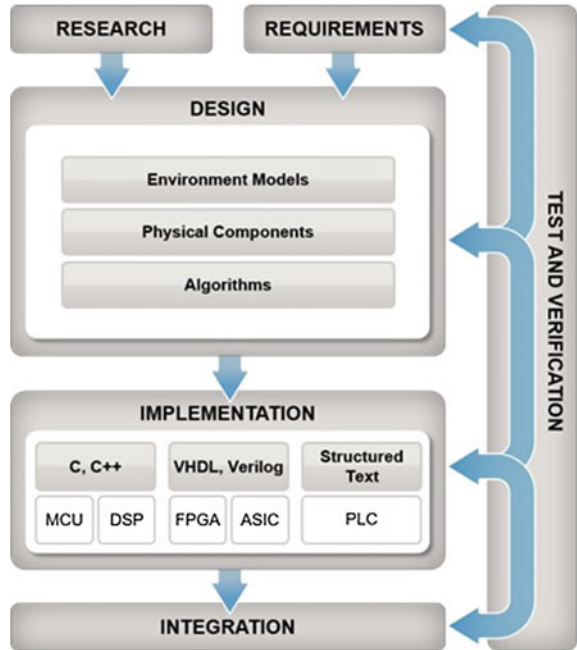 RESEARCH
REQUIREMENTS
DESIGN
Environment Models
Physical Components
Algorithms
IMPLEMENTATION
C, C++
VHDL, Verilog
Structured
Text
MCU
DSP
FPGA
ASIC
PLC
INTEGRATION
TEST AND VERIFICATION